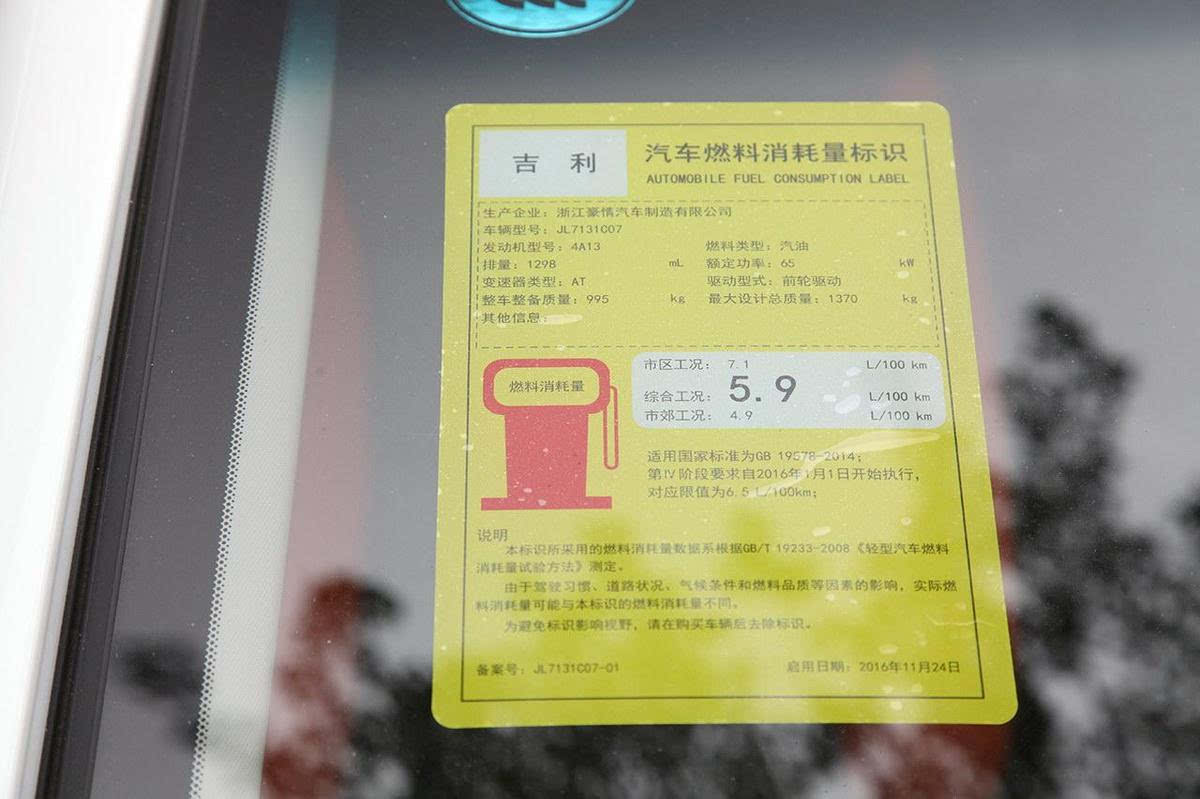 吉 利
汽车燃料消耗量标识
AUTOMOBILE FUEL CONSUMPTION LABEL
生产企业：浙江豪情汽车制造有限公司
车辆型号：JL7131C07
发动机型号：4A13 燃料类型：汽油
排量：1298 mL 额定功率：65 kW
变速器类型：AT 驱动型式：前轮驱动
整车整备质量：995 kg 最大设计总质量：1370 kg
其他信息：
燃料消耗量
市区工况： 7.1 L/100 km
综合工况： 5.9 L/100 km
市郊工况： 4.9 L/100 km
适用国家标准为GB 19578-2014；
第Ⅳ阶段要求自2016年1月1日开始执行，
对应限值为6.5 L/100km；
说明
本标识所采用的燃料消耗量数据系根据GB/T 19233-2008《轻型汽车燃料
消耗量试验方法》测定。
由于驾驶习惯、道路状况、气候条件和燃料品质等因素的影响，实际燃
料消耗量可能与本标识的燃料消耗量不同。
为避免标识影响视野，请在购买车辆后去除标识。
备案号：JL7131C07-01 启用日期：2016年11月24日